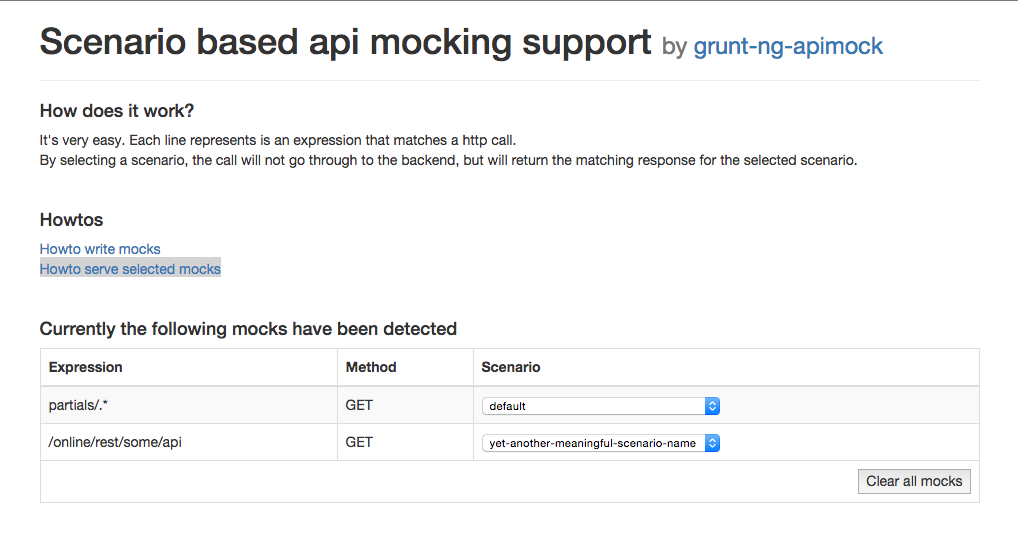 Scenario based api mocking support by grunt-ng-apimock
How does it work?
It's very easy. Each line represents is an expression that matches a http call.
By selecting a scenario, the call will not go through to the backend, but will return the matching response for the selected scenario.
Howtos
Howto write mocks
Howto serve selected mocks
Currently the following mocks have been detected
Expression Method Scenario
partials/.* GET default
/online/rest/some/api GET yet-another-meaningful-scenario-name
Clear all mocks